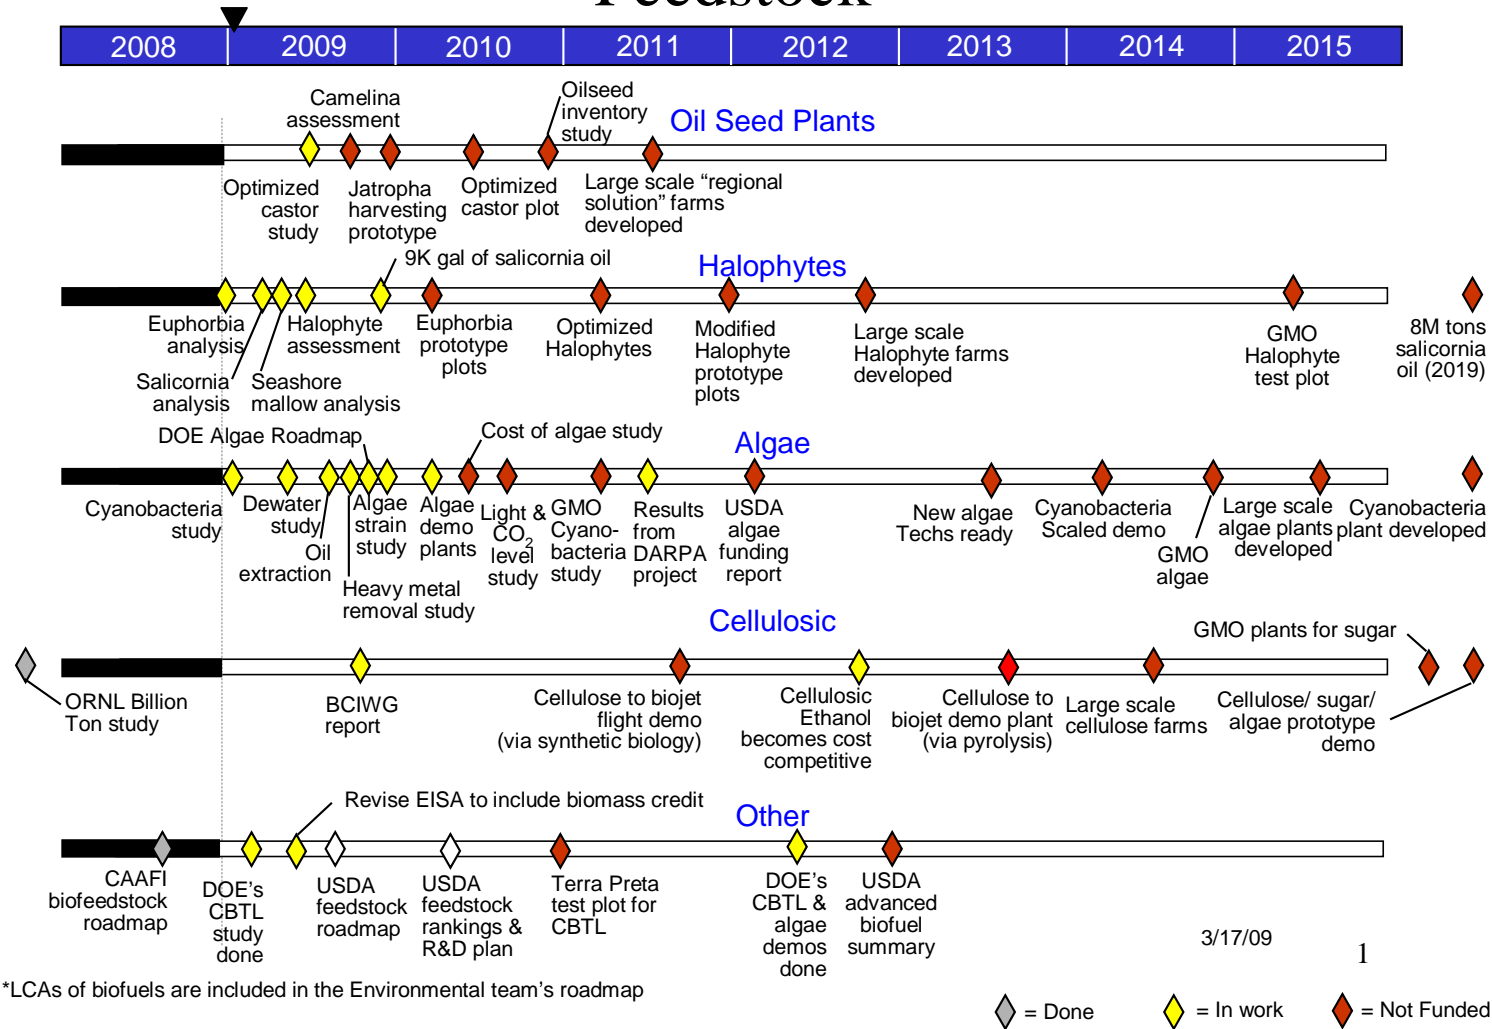 Feedstock
2008 2009 2010 2011 2012 2013 2014 2015
Oil Seed Plants
Camelina
assessment
Oilseed
inventory
study
Optimized
castor
study
Jatropha
harvesting
prototype
Optimized
castor plot
Large scale “regional
solution” farms
developed
Halophytes
9K gal of salicornia oil
Euphorbia
analysis
Salicornia
analysis
Seashore
mallow analysis
Halophyte
assessment
Euphorbia
prototype
plots
Optimized
Halophytes
Modified
Halophyte
prototype
plots
Large scale
Halophyte farms
developed
GMO
Halophyte
test plot
8M tons
salicornia
oil (2019)
Algae
DOE Algae Roadmap
Cost of algae study
Cyanobacteria
study
Dewater
study
Oil
extraction
Heavy metal
removal study
Algae
strain
study
Algae
demo
plants
Light &
CO2
level
study
GMO
Cyano-
bacteria
study
Results
from
DARPA
project
USDA
algae
funding
report
New algae
Techs ready
Cyanobacteria
Scaled demo
GMO
algae
Large scale
algae plants
developed
Cyanobacteria
plant developed
Cellulosic
GMO plants for sugar
ORNL Billion
Ton study
BCIWG
report
Cellulose to biojet
flight demo
(via synthetic biology)
Cellulosic
Ethanol
becomes cost
competitive
Cellulose to
biojet demo plant
(via pyrolysis)
Large scale
cellulose farms
Cellulose/ sugar/
algae prototype
demo
Other
Revise EISA to include biomass credit
CAAFI
biofeedstock
roadmap
DOE’s
CBTL
study
done
USDA
feedstock
roadmap
USDA
feedstock
rankings &
R&D plan
Terra Preta
test plot for
CBTL
DOE’s
CBTL &
algae
demos
done
USDA
advanced
biofuel
summary
3/17/09
1
*LCAs of biofuels are included in the Environmental team’s roadmap
= Done = In work = Not Funded